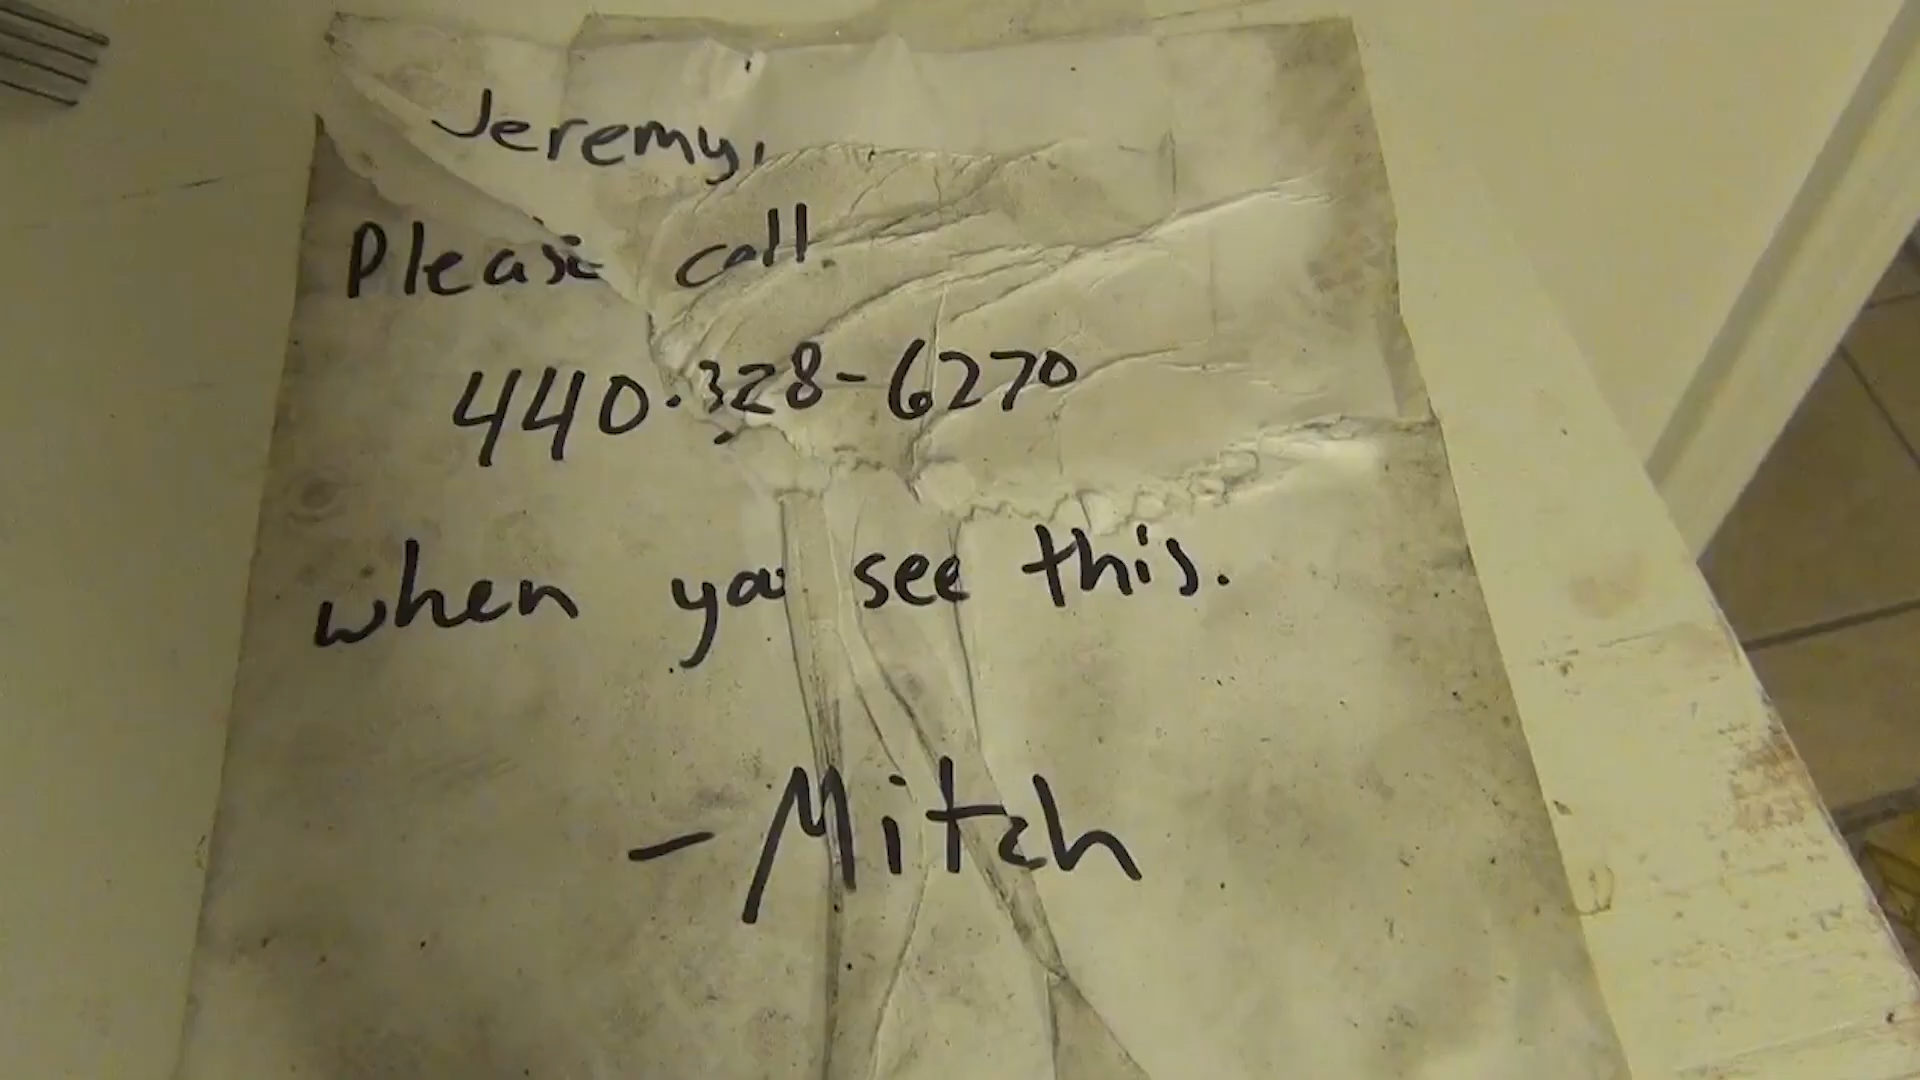 Jeremy,
Please call
440-328-6270
when you see this.
-Mitch